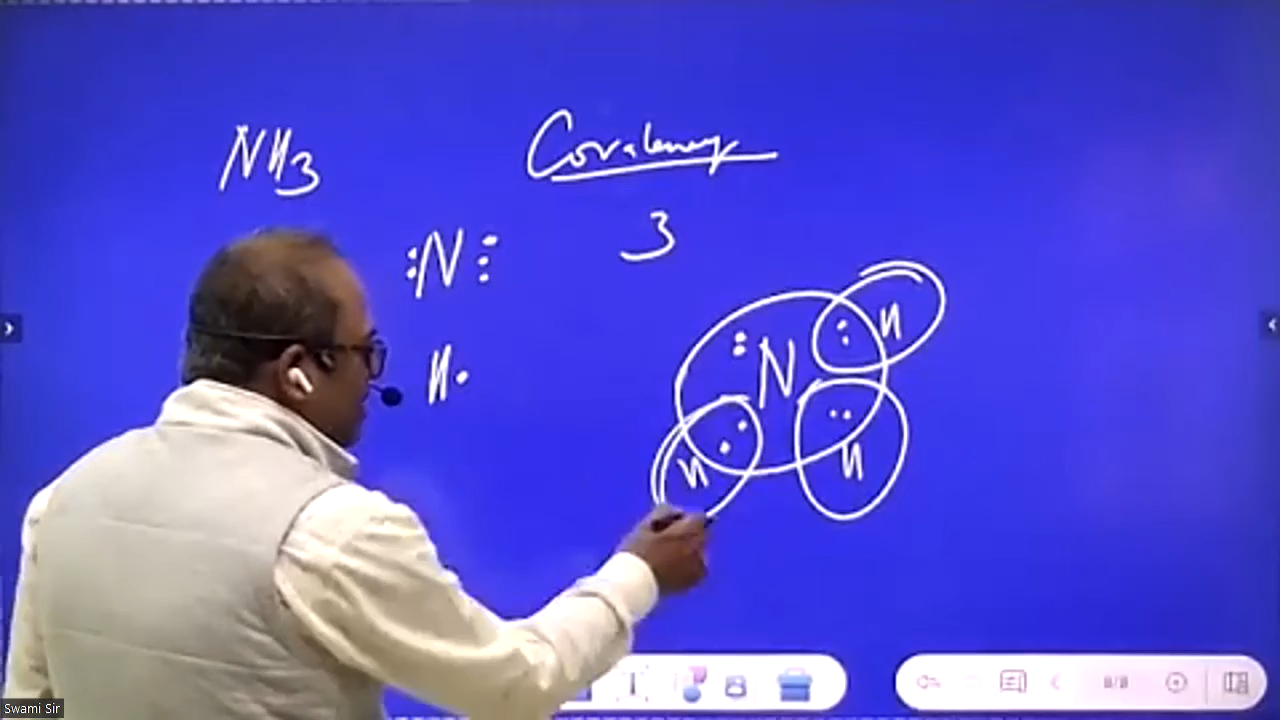 NH3
Covalency
3
:N:·
H·
:N: H
H
H
8/8
Swami Sir